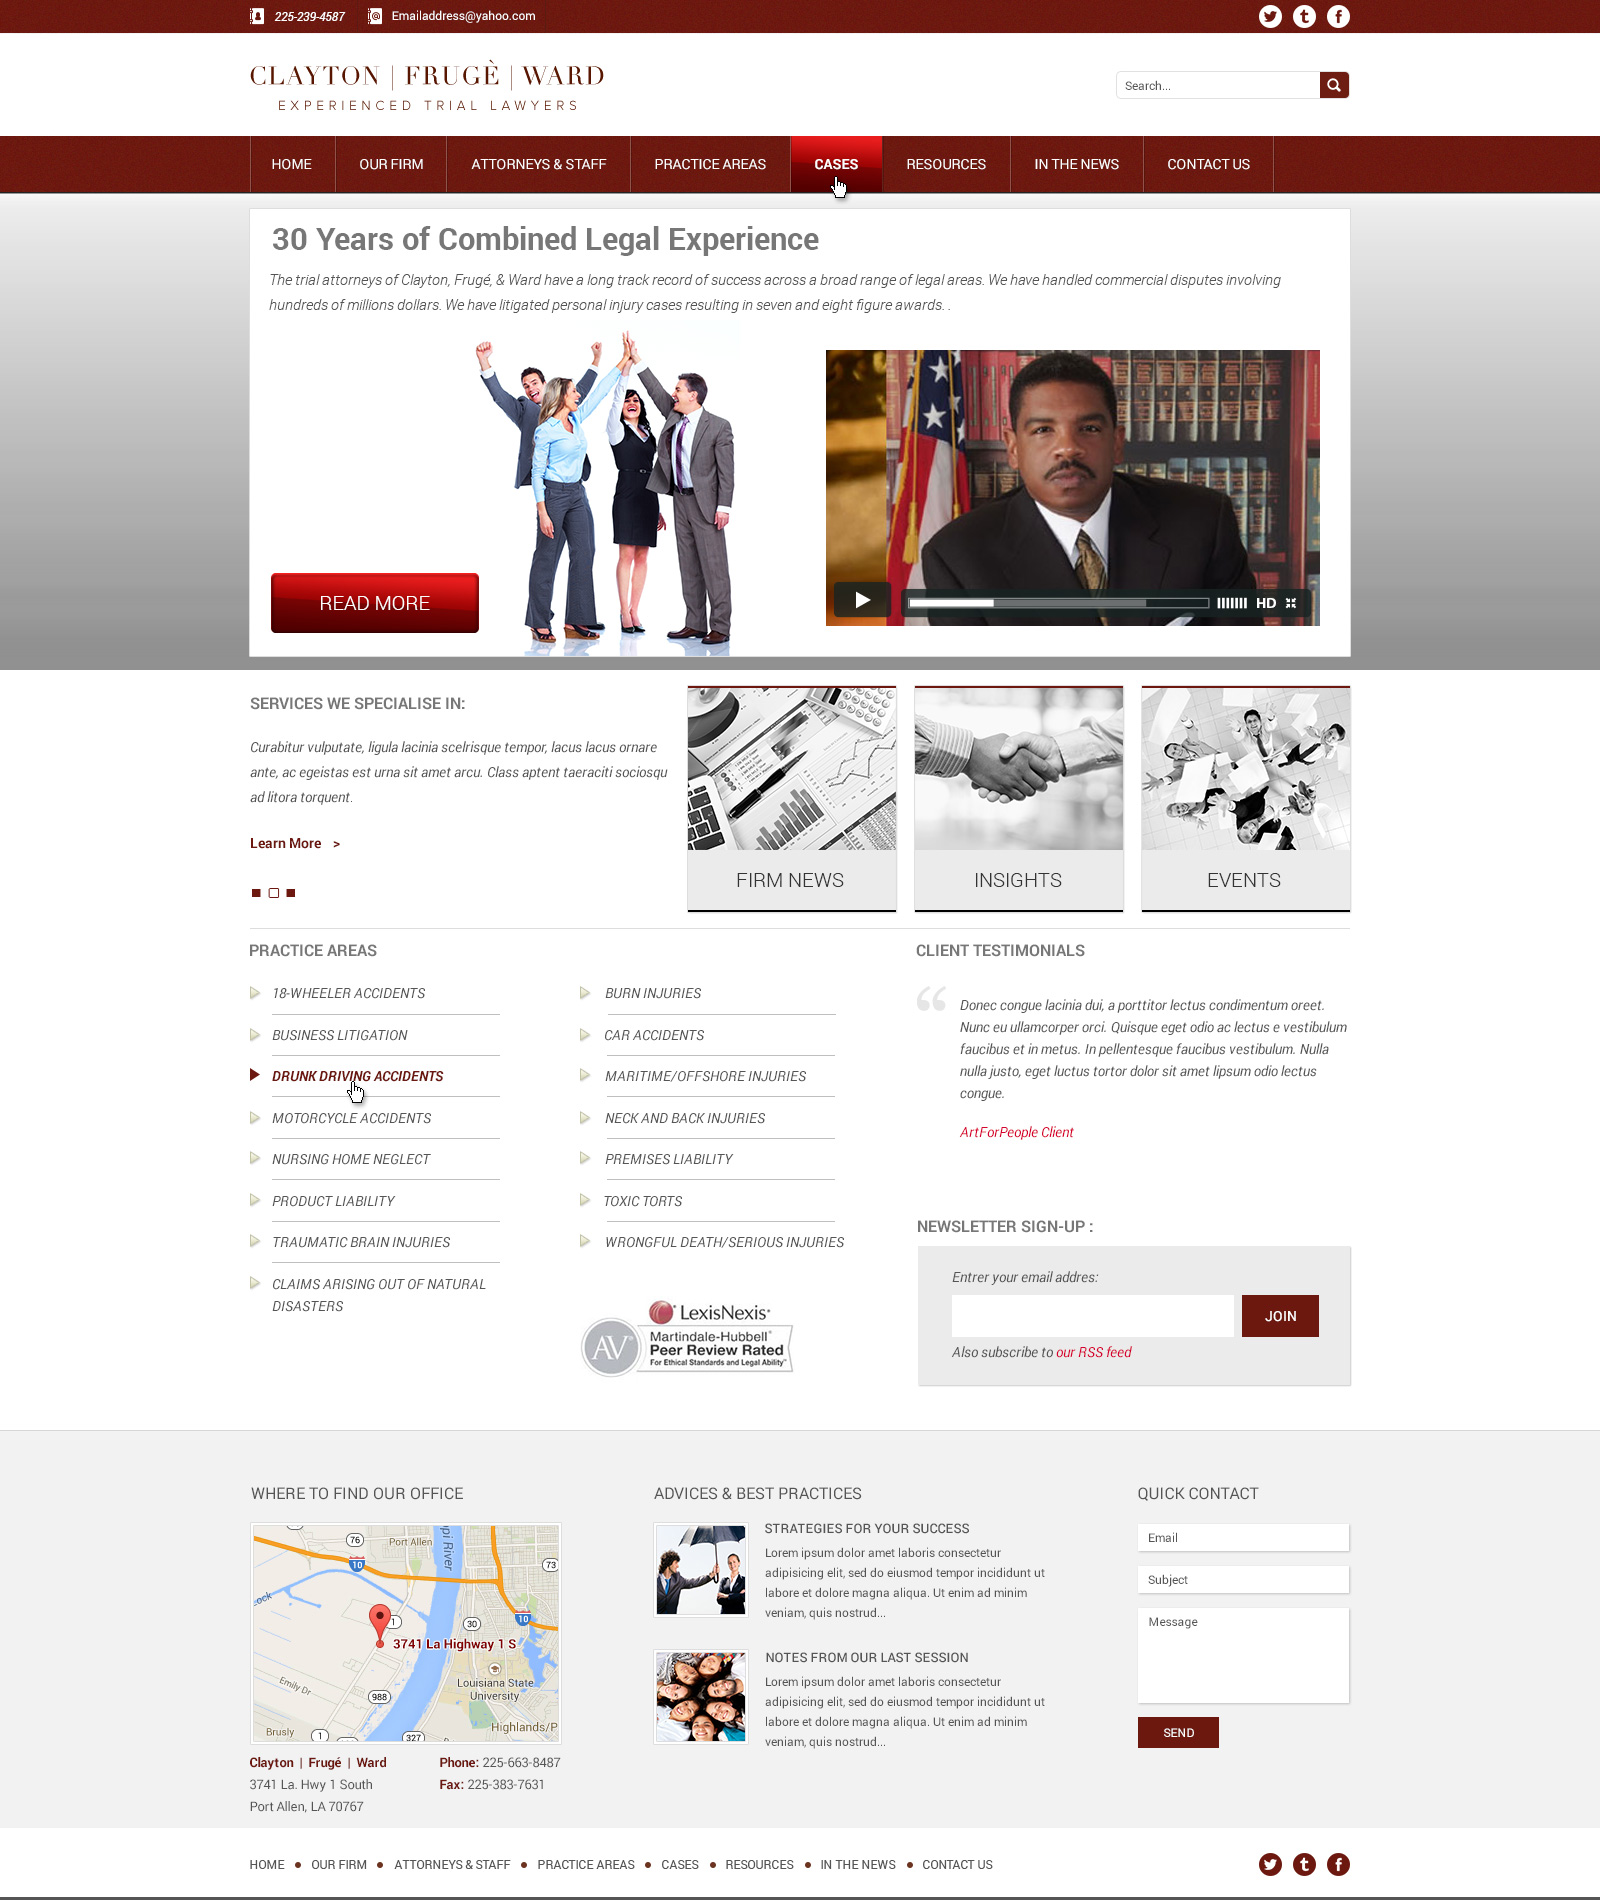 225-239-4587
Emailaddress@yahoo.com
CLAYTON | FRUGÈ | WARD
EXPERIENCED TRIAL LAWYERS
Search...
HOME
OUR FIRM
ATTORNEYS & STAFF
PRACTICE AREAS
CASES
RESOURCES
IN THE NEWS
CONTACT US
30 Years of Combined Legal Experience
The trial attorneys of Clayton, Frugé, & Ward have a long track record of success across a broad range of legal areas. We have handled commercial disputes involving
hundreds of millions dollars. We have litigated personal injury cases resulting in seven and eight figure awards. .
READ MORE
HD
SERVICES WE SPECIALISE IN:
Curabitur vulputate, ligula lacinia scelrisque tempor, lacus lacus ornare
ante, ac egeistas est urna sit amet arcu. Class aptent taeraciti sociosqu
ad litora torquent.
Learn More >
FIRM NEWS
INSIGHTS
EVENTS
PRACTICE AREAS
18-WHEELER ACCIDENTS
BUSINESS LITIGATION
DRUNK DRIVING ACCIDENTS
MOTORCYCLE ACCIDENTS
NURSING HOME NEGLECT
PRODUCT LIABILITY
TRAUMATIC BRAIN INJURIES
CLAIMS ARISING OUT OF NATURAL
DISASTERS
BURN INJURIES
CAR ACCIDENTS
MARITIME/OFFSHORE INJURIES
NECK AND BACK INJURIES
PREMISES LIABILITY
TOXIC TORTS
WRONGFUL DEATH/SERIOUS INJURIES
LexisNexis®
AV®
Martindale-Hubbell®
Peer Review Rated
For Ethical Standards and Legal Ability®
CLIENT TESTIMONIALS
“
Donec congue lacinia dui, a porttitor lectus condimentum oreet.
Nunc eu ullamcorper orci. Quisque eget odio ac lectus e vestibulum
faucibus et in metus. In pellentesque faucibus vestibulum. Nulla
nulla justo, eget luctus tortor dolor sit amet lipsum odio lectus
congue.
ArtForPeople Client
NEWSLETTER SIGN-UP :
Entrer your email addres:
JOIN
Also subscribe to our RSS feed
WHERE TO FIND OUR OFFICE
76
Port Allen
pi River
10
73
ock
1
30
10
3741 La Highway 1 S
Emily Dr
988
Louisiana State
University
Brusly
1
327
Highlands/P
Clayton | Frugé | Ward
3741 La. Hwy 1 South
Port Allen, LA 70767
Phone: 225-663-8487
Fax: 225-383-7631
ADVICES & BEST PRACTICES
STRATEGIES FOR YOUR SUCCESS
Lorem ipsum dolor amet laboris consectetur
adipisicing elit, sed do eiusmod tempor incididunt ut
labore et dolore magna aliqua. Ut enim ad minim
veniam, quis nostrud...
NOTES FROM OUR LAST SESSION
Lorem ipsum dolor amet laboris consectetur
adipisicing elit, sed do eiusmod tempor incididunt ut
labore et dolore magna aliqua. Ut enim ad minim
veniam, quis nostrud...
QUICK CONTACT
Email
Subject
Message
SEND
HOME
OUR FIRM
ATTORNEYS & STAFF
PRACTICE AREAS
CASES
RESOURCES
IN THE NEWS
CONTACT US